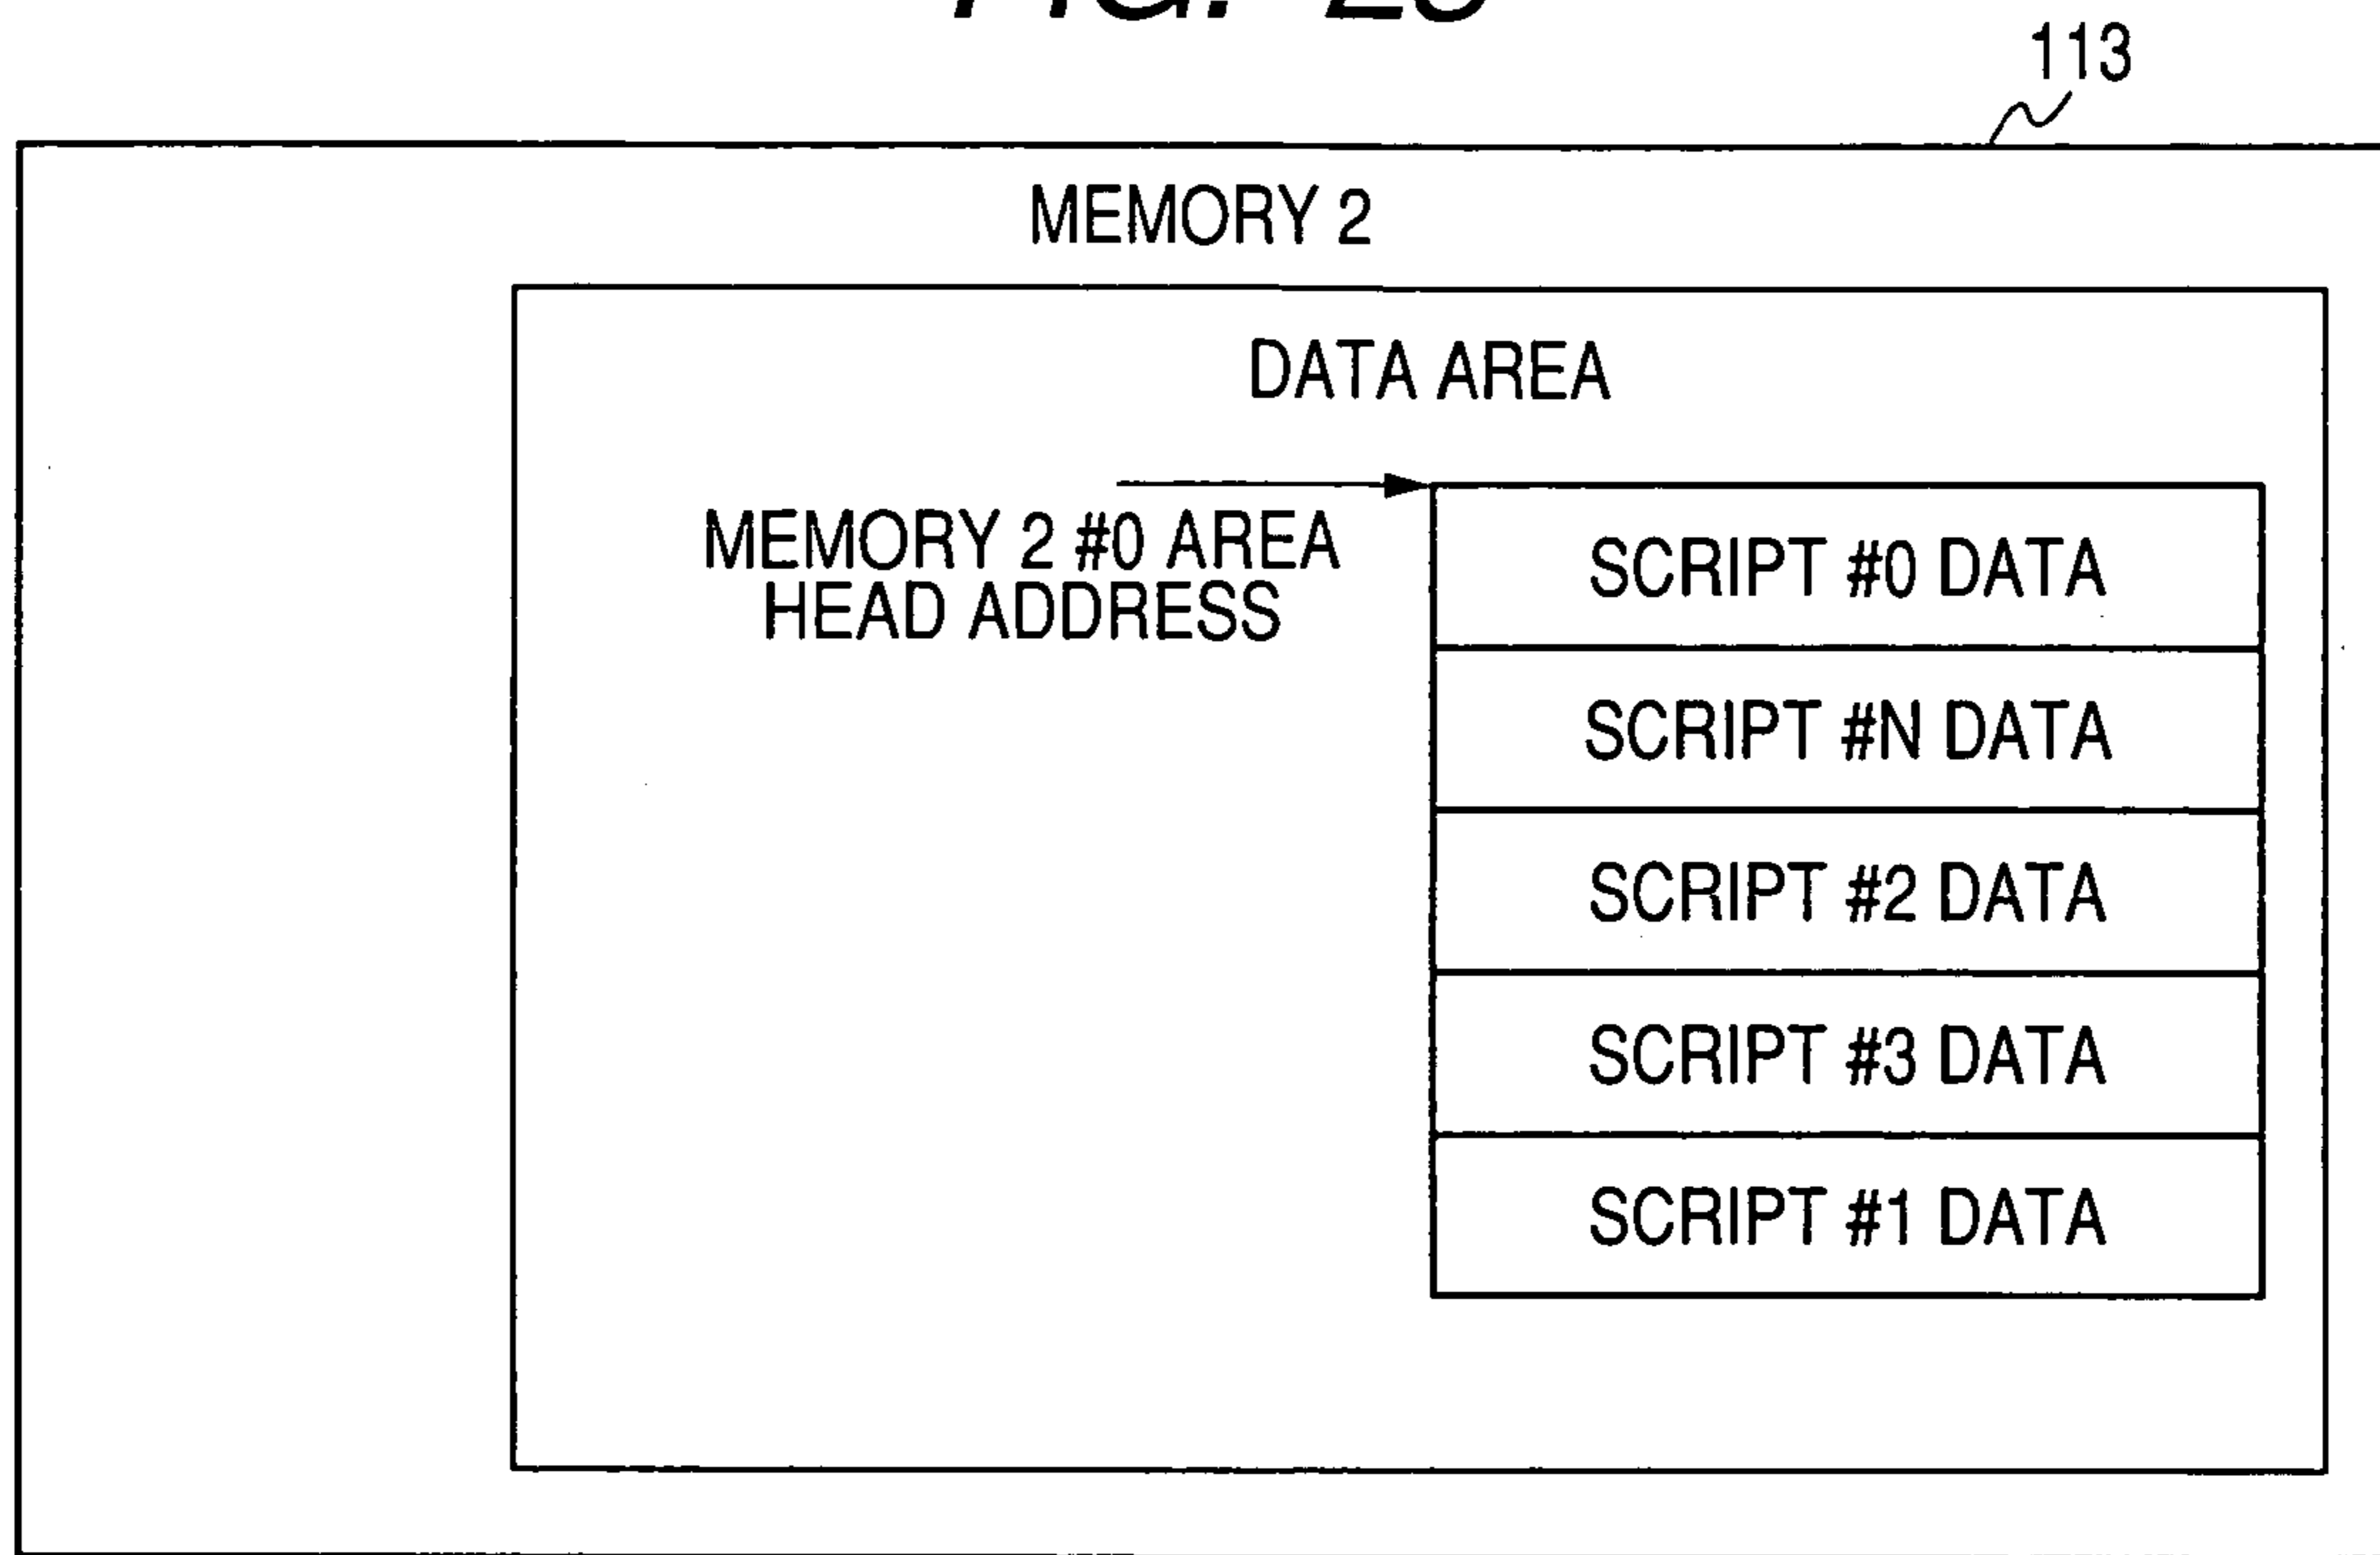 113
MEMORY 2
DATA AREA
MEMORY 2 #0 AREA
HEAD ADDRESS
SCRIPT #0 DATA
SCRIPT #N DATA
SCRIPT #2 DATA
SCRIPT #3 DATA
SCRIPT #1 DATA